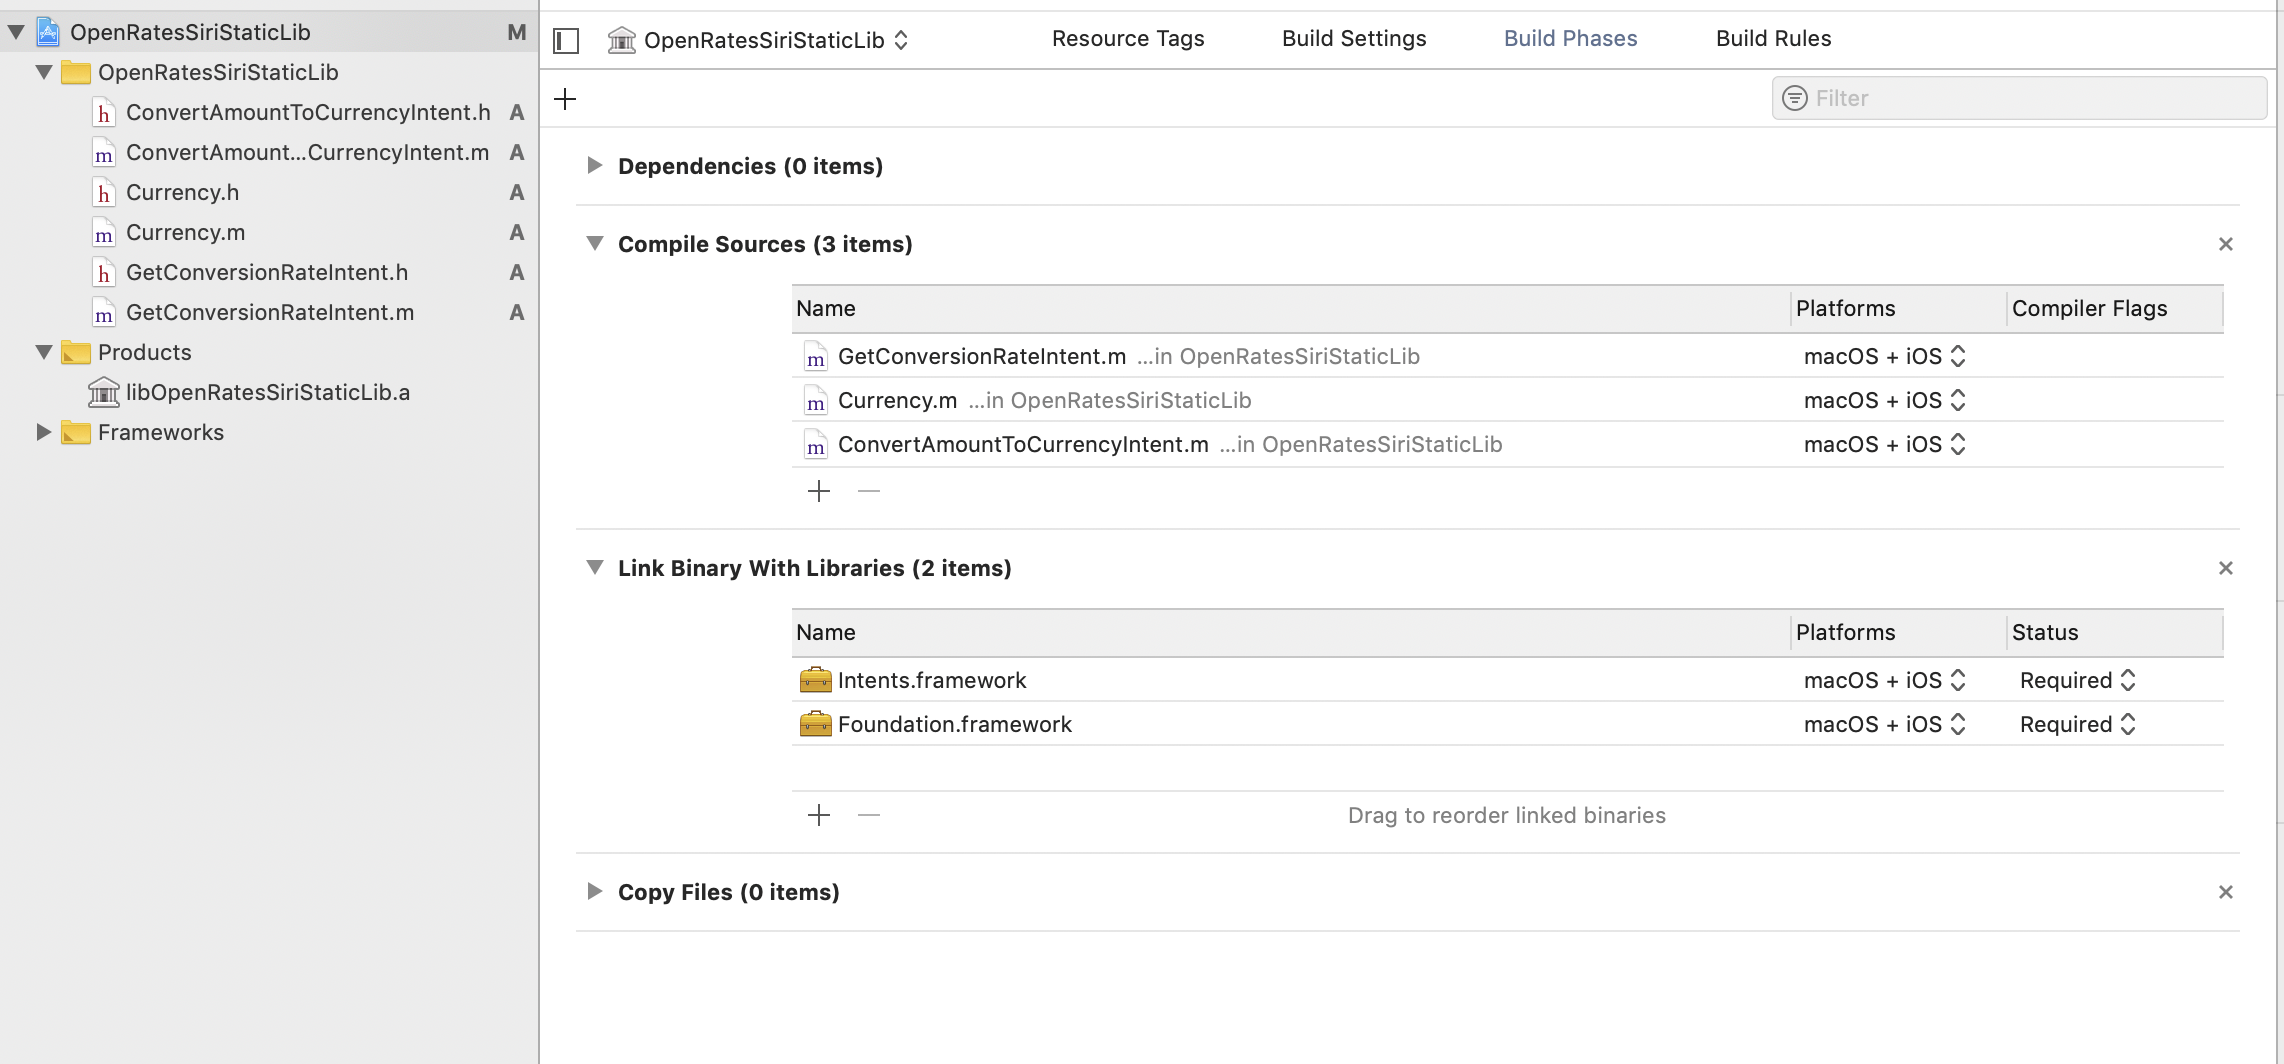 OpenRatesSiriStaticLib M
OpenRatesSiriStaticLib
h ConvertAmountToCurrencyIntent.h A
m ConvertAmount...CurrencyIntent.m A
h Currency.h A
m Currency.m A
h GetConversionRateIntent.h A
m GetConversionRateIntent.m A
Products
libOpenRatesSiriStaticLib.a
Frameworks
OpenRatesSiriStaticLib Resource Tags Build Settings Build Phases Build Rules
Filter
Dependencies (0 items)
Compile Sources (3 items)
Name Platforms Compiler Flags
m GetConversionRateIntent.m ...in OpenRatesSiriStaticLib macOS + iOS
m Currency.m ...in OpenRatesSiriStaticLib macOS + iOS
m ConvertAmountToCurrencyIntent.m ...in OpenRatesSiriStaticLib macOS + iOS
Link Binary With Libraries (2 items)
Name Platforms Status
Intents.framework macOS + iOS Required
Foundation.framework macOS + iOS Required
Drag to reorder linked binaries
Copy Files (0 items)